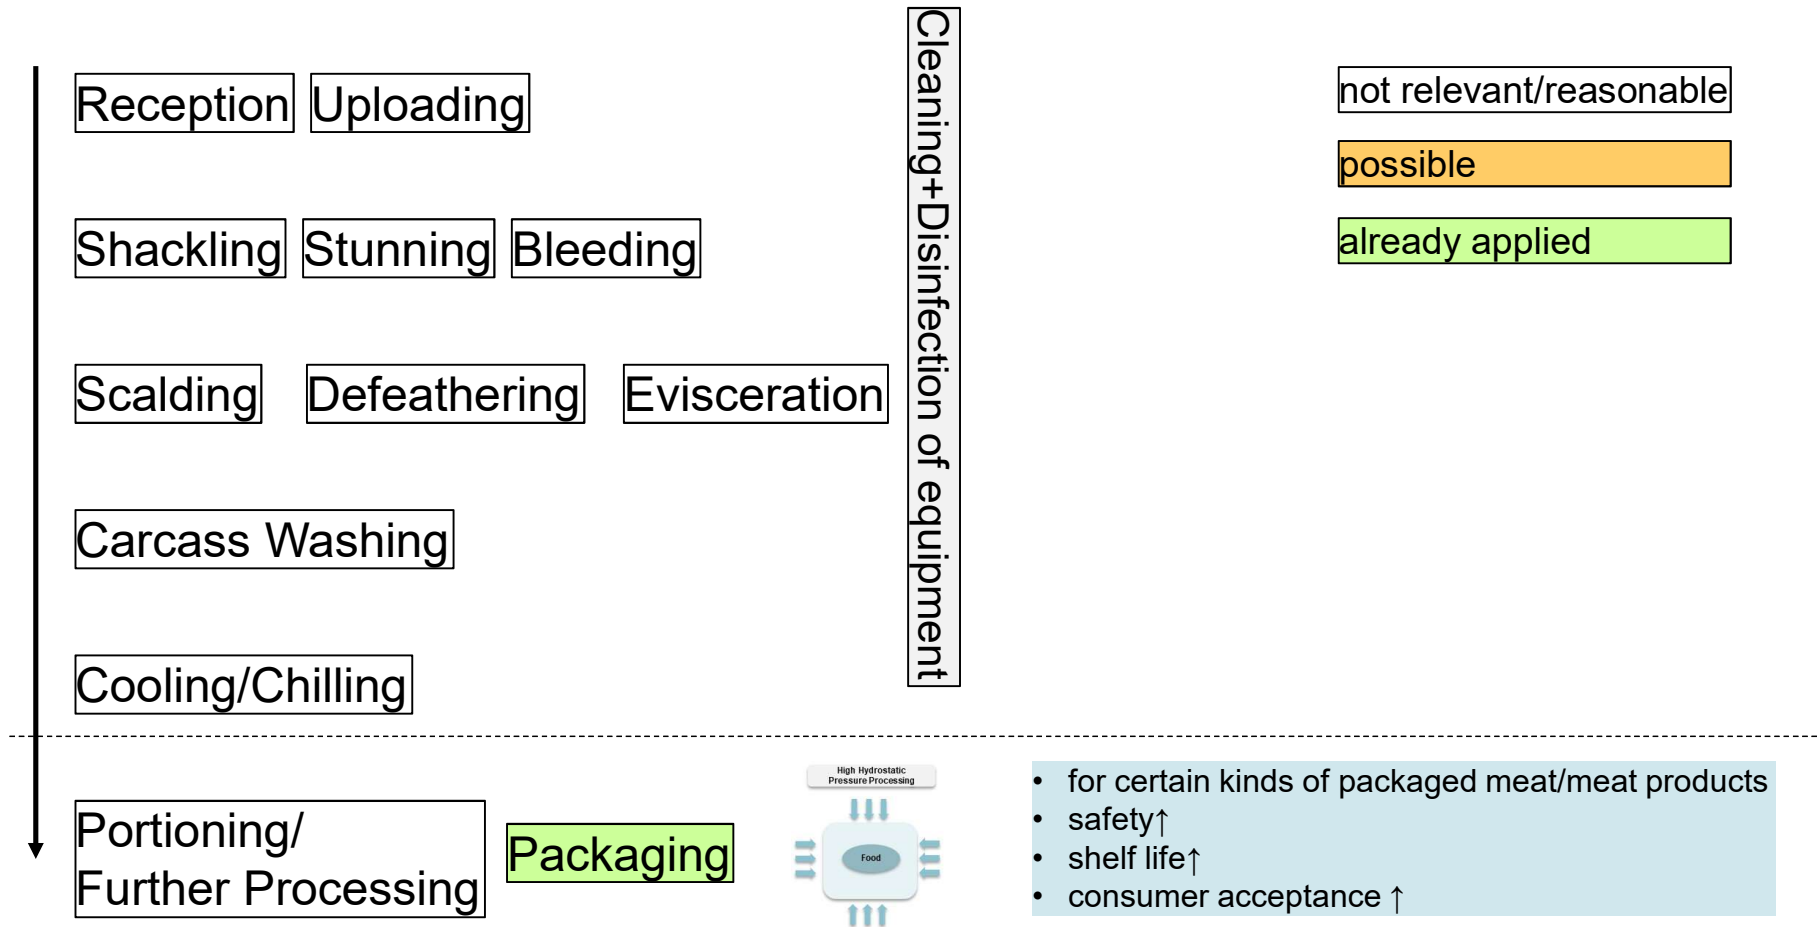 Reception Uploading
Shackling Stunning Bleeding
Scalding Defeathering Evisceration
Carcass Washing
Cooling/Chilling
Cleaning+Disinfection of equipment
not relevant/reasonable
possible
already applied
Portioning/
Further Processing
Packaging
High Hydrostatic
Pressure Processing
Food
• for certain kinds of packaged meat/meat products
• safety↑
• shelf life↑
• consumer acceptance ↑